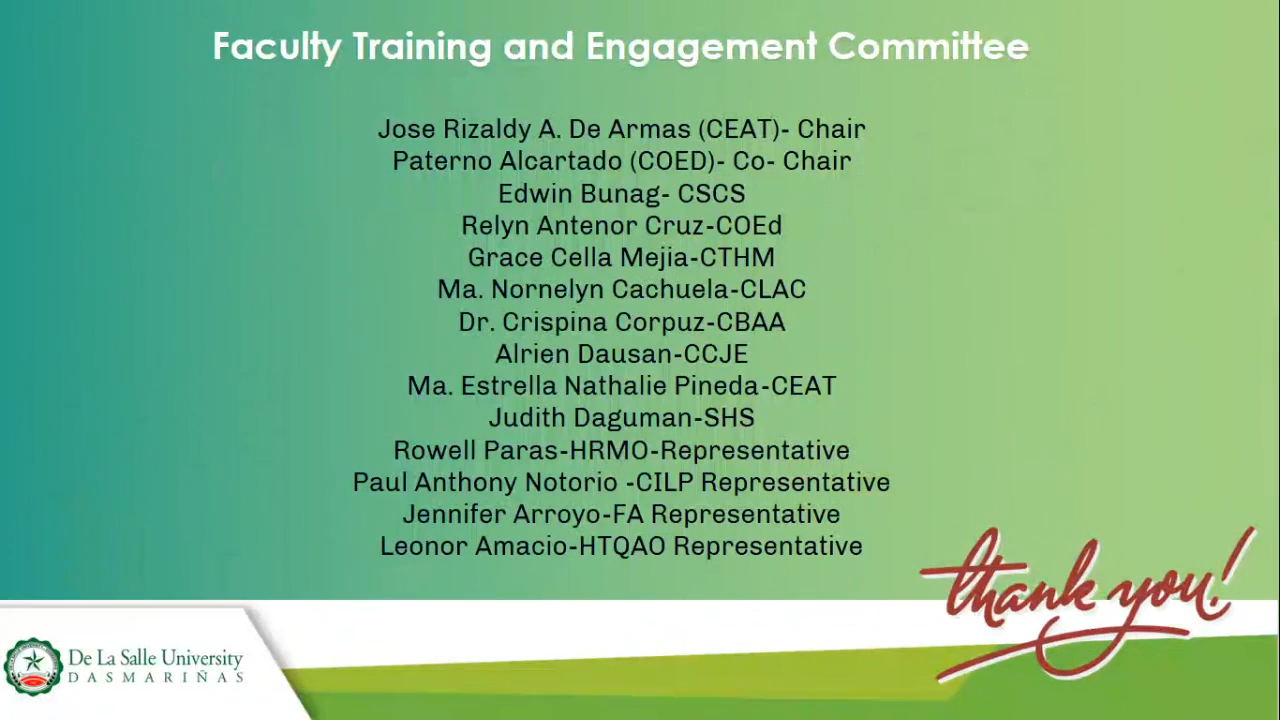 Faculty Training and Engagement Committee
Jose Rizaldy A. De Armas (CEAT)- Chair
Paterno Alcartado (COED)- Co- Chair
Edwin Bunag- CSCS
Relyn Antenor Cruz-COEd
Grace Cella Mejia-CTHM
Ma. Nornelyn Cachuela-CLAC
Dr. Crispina Corpuz-CBAA
Alrien Dausan-CCJE
Ma. Estrella Nathalie Pineda-CEAT
Judith Daguman-SHS
Rowell Paras-HRMO-Representative
Paul Anthony Notorio -CILP Representative
Jennifer Arroyo-FA Representative
Leonor Amacio-HTQAO Representative
thank you!
De La Salle University
DASMARIÑAS